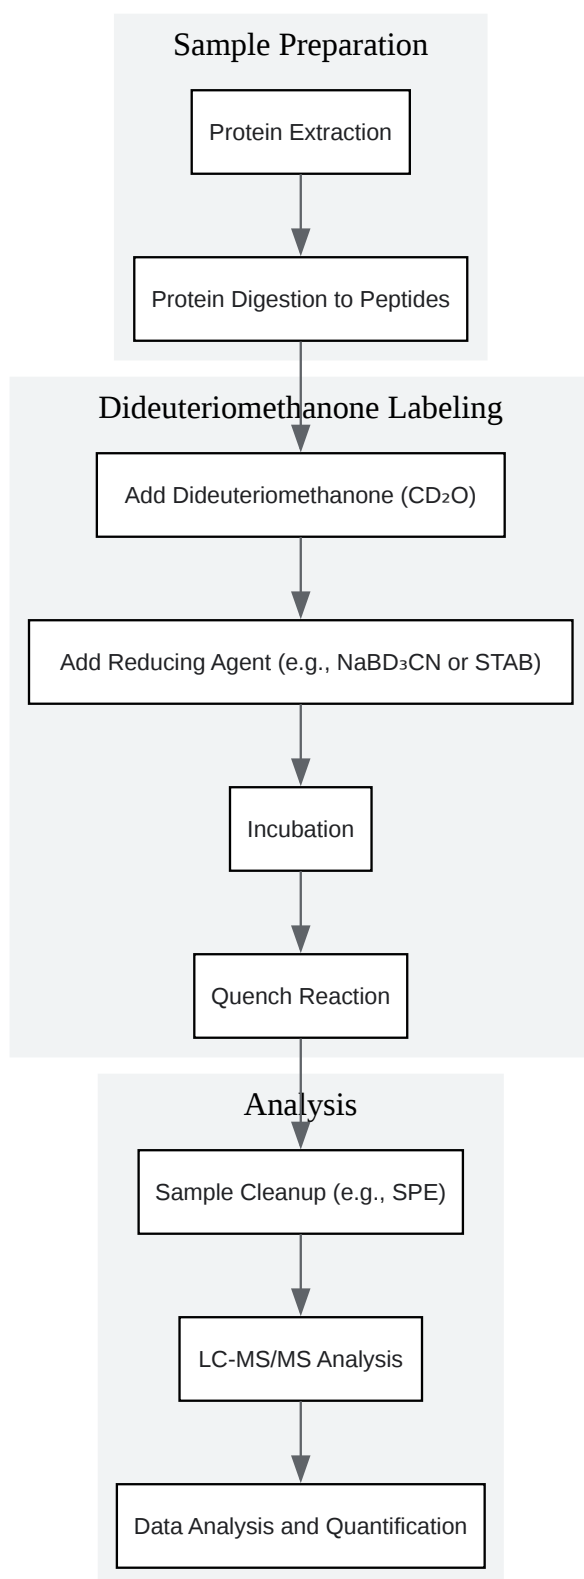 Sample Preparation
Protein Extraction
Protein Digestion to Peptides
Dideuteriomethanone Labeling
Add Dideuteriomethanone (CD₂O)
Add Reducing Agent (e.g., NaBD₃CN or STAB)
Incubation
Quench Reaction
Analysis
Sample Cleanup (e.g., SPE)
LC-MS/MS Analysis
Data Analysis and Quantification